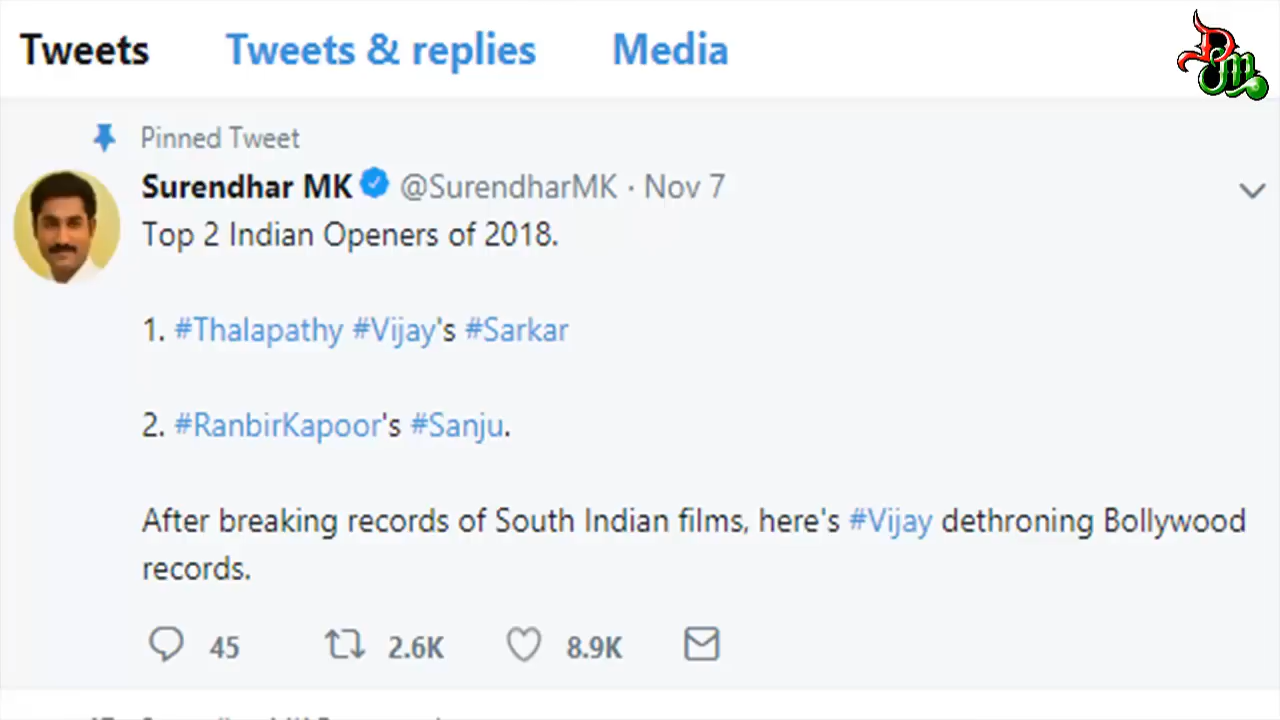 Tweets Tweets & replies Media
Pinned Tweet
Surendhar MK @SurendharMK · Nov 7
Top 2 Indian Openers of 2018.
1. #Thalapathy #Vijay's #Sarkar
2. #RanbirKapoor's #Sanju.
After breaking records of South Indian films, here's #Vijay dethroning Bollywood
records.
45 2.6K 8.9K